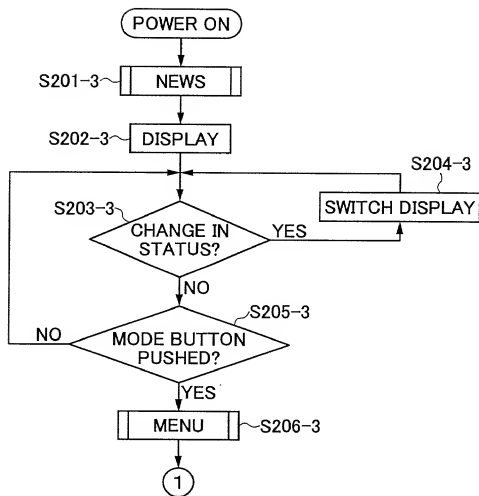 POWER ON
S201-3
NEWS
S202-3
DISPLAY
S204-3
SWITCH DISPLAY
S203-3
CHANGE IN
STATUS?
YES
NO
S205-3
NO
MODE BUTTON
PUSHED?
YES
MENU
S206-3
1